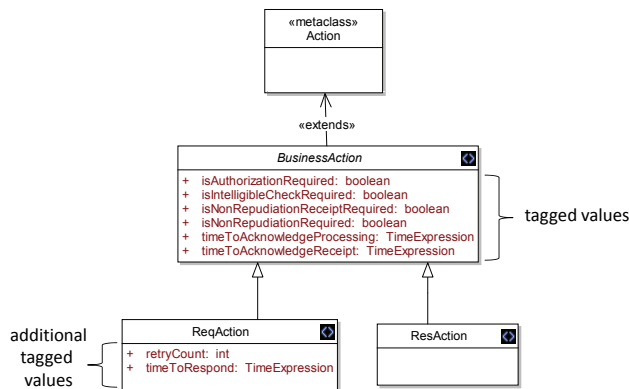 «metaclass»
Action
«extends»
BusinessAction
+ isAuthorizationRequired: boolean
+ isIntelligibleCheckRequired: boolean
+ isNonRepudiationReceiptRequired: boolean
+ isNonRepudiationRequired: boolean
+ timeToAcknowledgeProcessing: TimeExpression
+ timeToAcknowledgeReceipt: TimeExpression
tagged values
additional
tagged
values
ReqAction
+ retryCount: int
+ timeToRespond: TimeExpression
ResAction